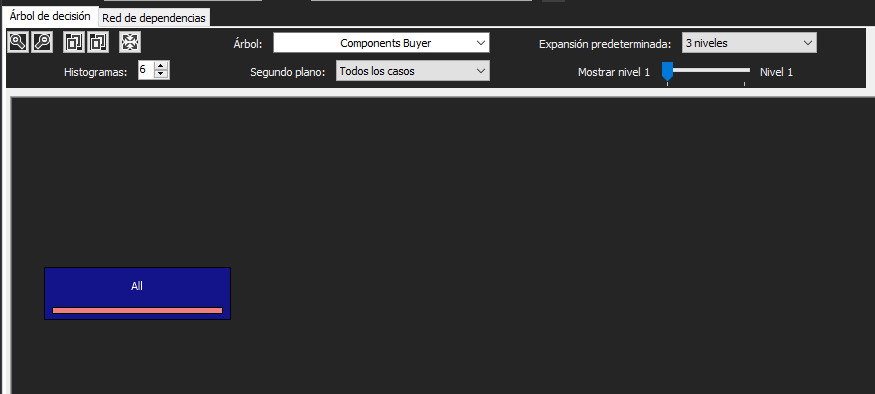 Árbol de decisión Red de dependencias
Árbol: Components Buyer Expansión predeterminada: 3 niveles
Histogramas: 6 Segundo plano: Todos los casos Mostrar nivel 1 Nivel 1
All